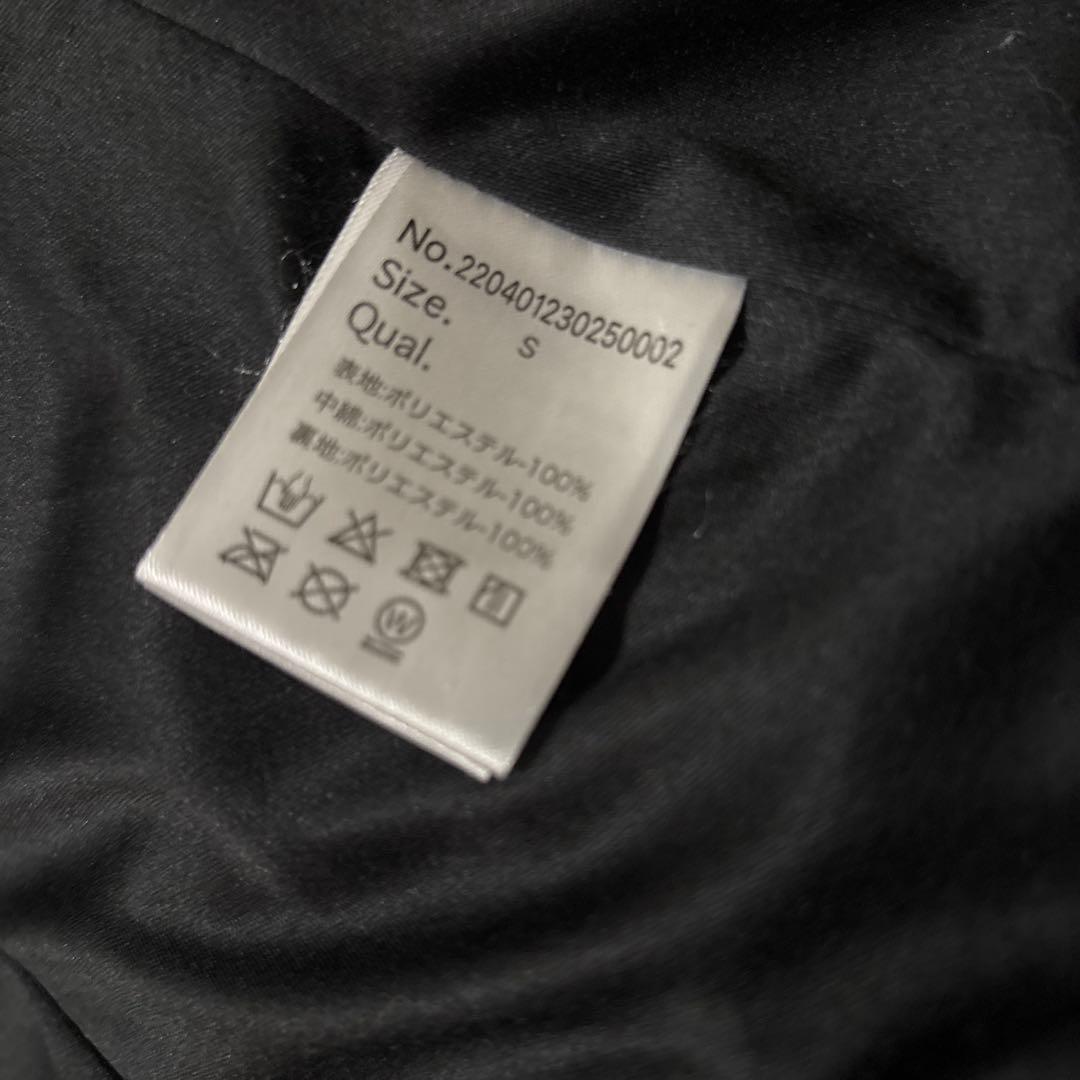 No.220401230250002
Size. S
Qual.
表地:ポリエステル-100%
中綿:ポリエステル-100%
裏地:ポリエステル-100%
W